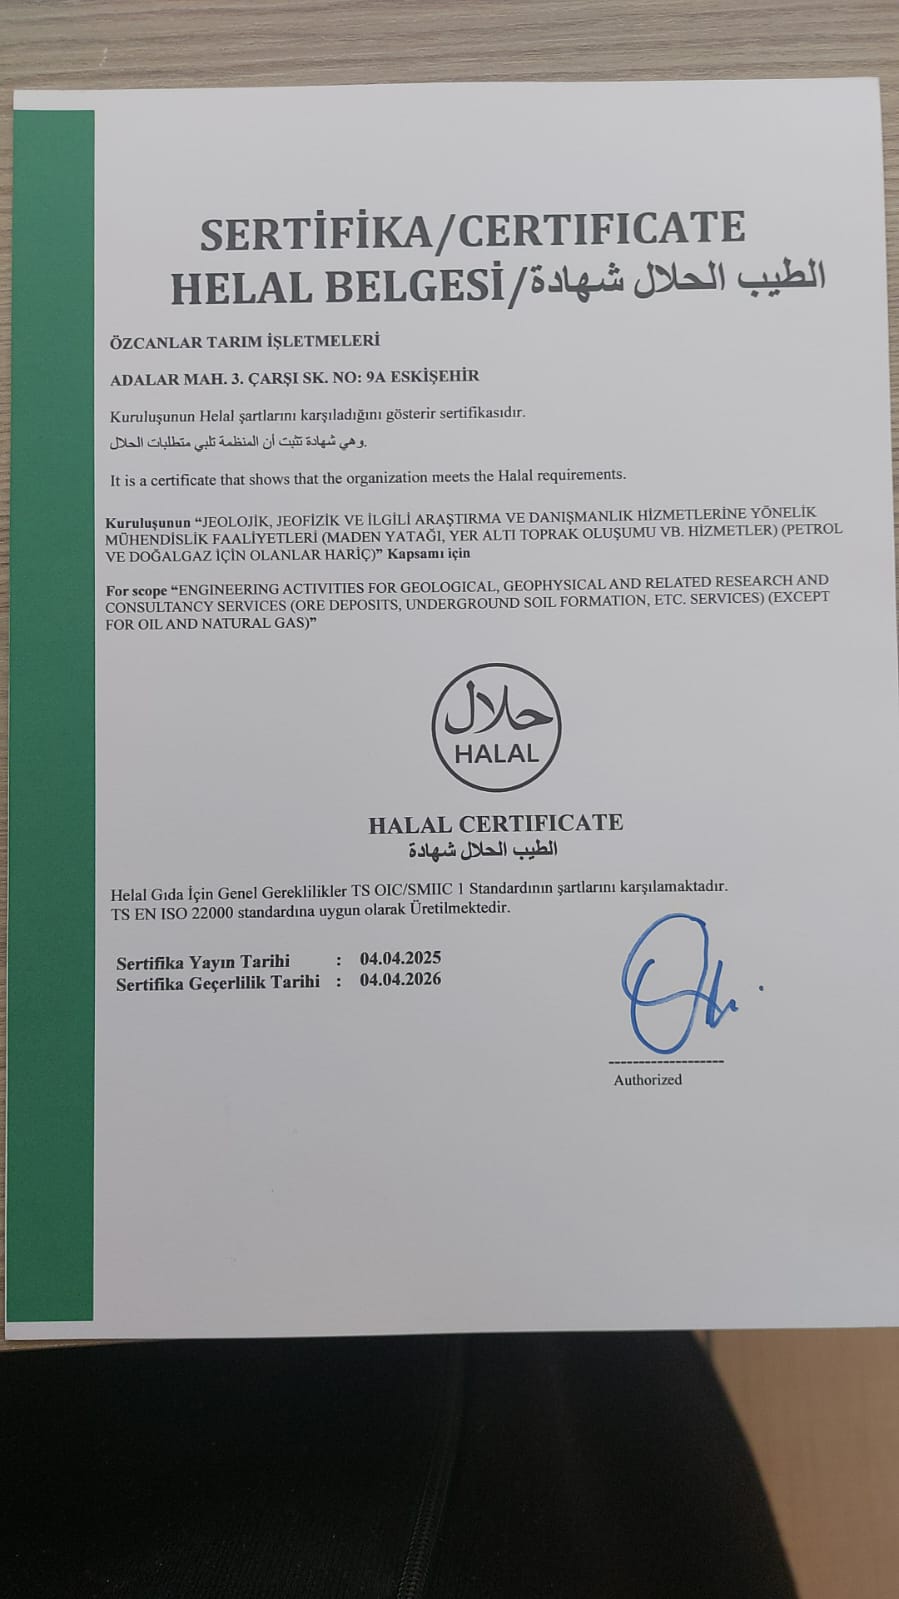 SERTİFİKA/CERTIFICATE
HELAL BELGESİ/الطيب الحلال شهادة
ÖZCANLAR TARIM İŞLETMELERİ
ADALAR MAH. 3. ÇARŞI SK. NO: 9A ESKİŞEHİR
Kuruluşunun Helal şartlarını karşıladığını gösterir sertifikasıdır.
وهي شهادة تثبت أن المنظمة تلبي متطلبات الحلال.
It is a certificate that shows that the organization meets the Halal requirements.
Kuruluşunun “JEOLOJİK, JEOFİZİK VE İLGİLİ ARAŞTIRMA VE DANIŞMANLIK HİZMETLERİNE YÖNELİK
MÜHENDİSLİK FAALİYETLERİ (MADEN YATAĞI, YER ALTI TOPRAK OLUŞUMU VB. HİZMETLER) (PETROL
VE DOĞALGAZ İÇİN OLANLAR HARİÇ)” Kapsamı için
For scope “ENGINEERING ACTIVITIES FOR GEOLOGICAL, GEOPHYSICAL AND RELATED RESEARCH AND
CONSULTANCY SERVICES (ORE DEPOSITS, UNDERGROUND SOIL FORMATION, ETC. SERVICES) (EXCEPT
FOR OIL AND NATURAL GAS)”
حلال
HALAL
HALAL CERTIFICATE
الطيب الحلال شهادة
Helal Gıda İçin Genel Gereklilikler TS OIC/SMIIC 1 Standardının şartlarını karşılamaktadır.
TS EN ISO 22000 standardına uygun olarak Üretilmektedir.
Sertifika Yayın Tarihi : 04.04.2025
Sertifika Geçerlilik Tarihi : 04.04.2026
Authorized